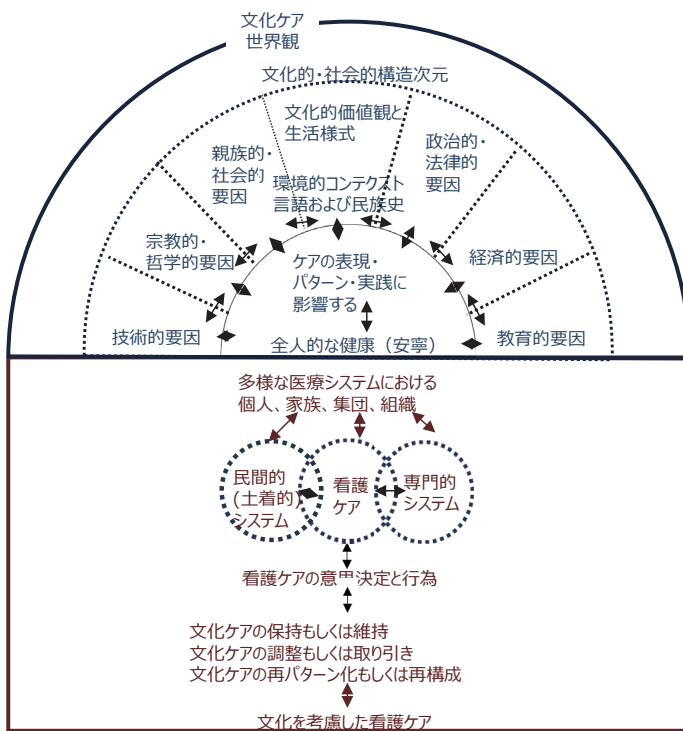 文化ケア
世界観
文化的・社会的構造次元
文化的価値観と
生活様式
親族的・
社会的
要因
政治的・
法律的
要因
環境的コンテクスト
言語および民族史
宗教的・
哲学的要因
経済的要因
ケアの表現・
パターン・実践に
影響する
技術的要因
全人的な健康（安寧）
教育的要因
多様な医療システムにおける
個人、家族、集団、組織
民間的
（土着的）
システム
看護
ケア
専門的
システム
看護ケアの意思決定と行為
文化ケアの保持もしくは維持
文化ケアの調整もしくは取り引き
文化ケアの再パターン化もしくは再構成
文化を考慮した看護ケア